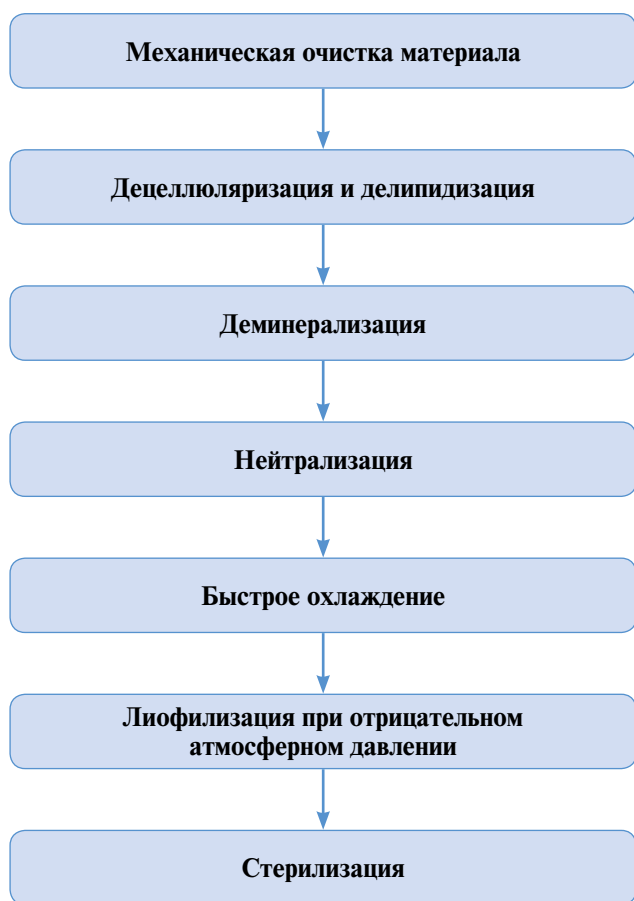 Механическая очистка материала
Децеллюляризация и делипидизация
Деминерализация
Нейтрализация
Быстрое охлаждение
Лиофилизация при отрицательном
атмосферном давлении
Стерилизация